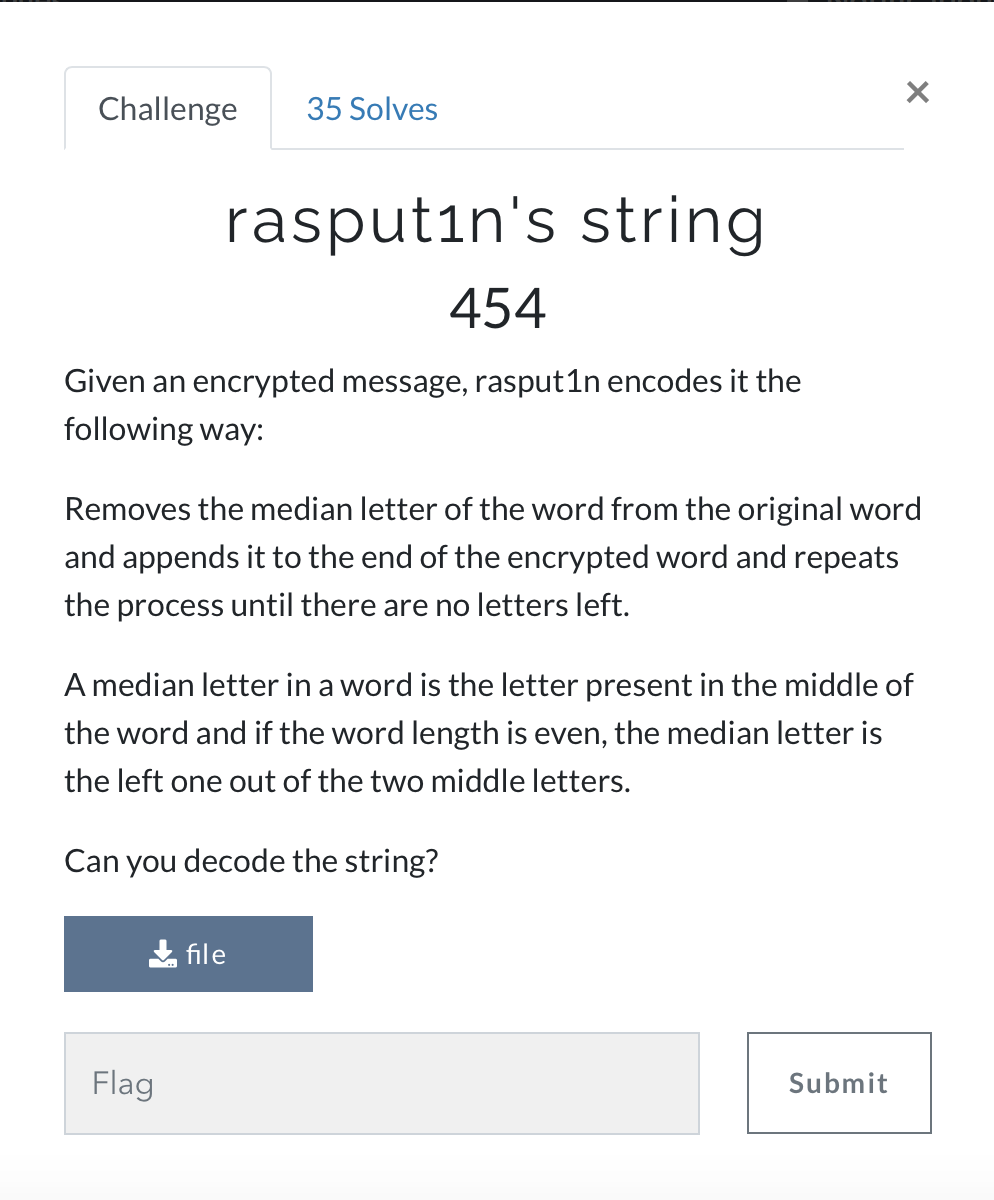 Challenge
35 Solves
×
rasput1n's string
454
Given an encrypted message, rasput1n encodes it the
following way:
Removes the median letter of the word from the original word
and appends it to the end of the encrypted word and repeats
the process until there are no letters left.
A median letter in a word is the letter present in the middle of
the word and if the word length is even, the median letter is
the left one out of the two middle letters.
Can you decode the string?
file
Flag
Submit